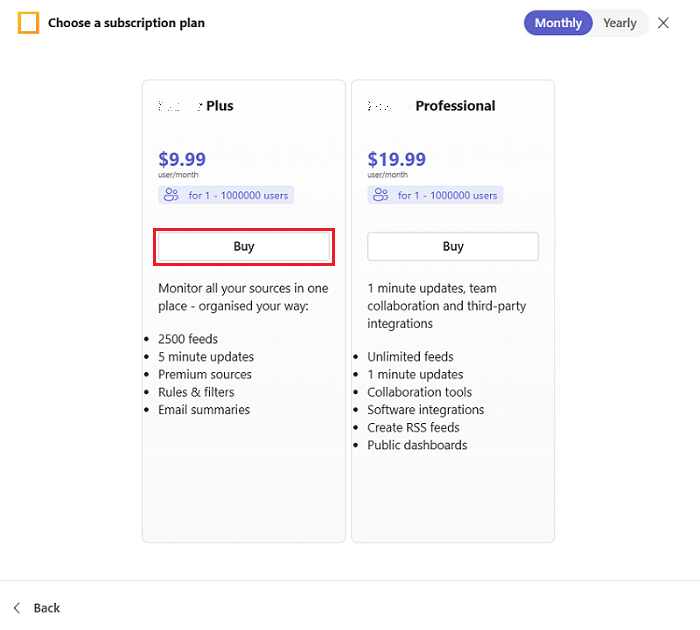 Choose a subscription plan
Monthly
Yearly
Plus
$9.99
user/month
for 1 - 1000000 users
Buy
Monitor all your sources in one
place - organised your way:
2500 feeds
5 minute updates
Premium sources
Rules & filters
Email summaries
Professional
$19.99
user/month
for 1 - 1000000 users
Buy
1 minute updates, team
collaboration and third-party
integrations
Unlimited feeds
1 minute updates
Collaboration tools
Software integrations
Create RSS feeds
Public dashboards
Back